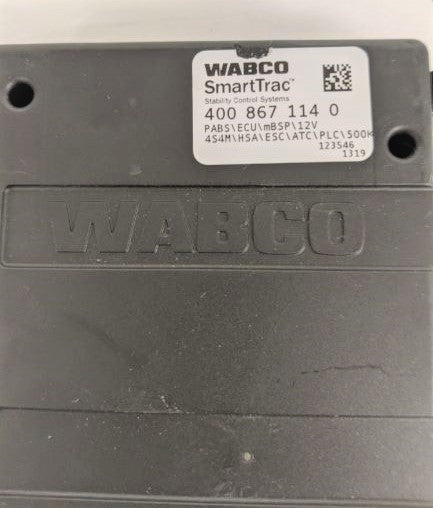 WABCO
SmartTrac™
Stability Control Systems
400 867 114 0
PABS\ECU\mBSP\12V
4S4M\HSA\ESC\ATC\PLC\500K
123546
1319
WABCO